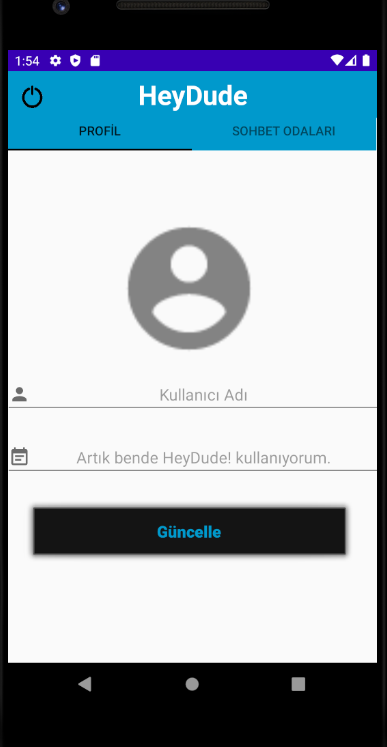 1:54
HeyDude
PROFİL
SOHBET ODALARI
Kullanıcı Adı
Artık bende HeyDude! kullanıyorum.
Güncelle